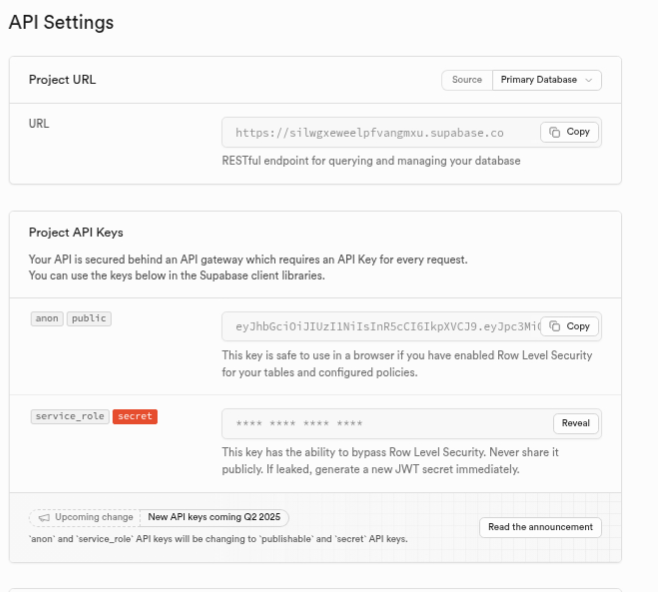 API Settings
Project URL
Source Primary Database
URL
https://silwgxeweelpfvangmxu.supabase.co Copy
RESTful endpoint for querying and managing your database
Project API Keys
Your API is secured behind an API gateway which requires an API Key for every request.
You can use the keys below in the Supabase client libraries.
anon public
eyJhbGciOiJIUzI1NiIsInR5cCI6IkpXVCJ9.eyJpc3Mi Copy
This key is safe to use in a browser if you have enabled Row Level Security
for your tables and configured policies.
service_role secret
**** **** **** **** Reveal
This key has the ability to bypass Row Level Security. Never share it
publicly. If leaked, generate a new JWT secret immediately.
Upcoming change New API keys coming Q2 2025
Read the announcement
`anon` and `service_role` API keys will be changing to `publishable` and `secret` API keys.